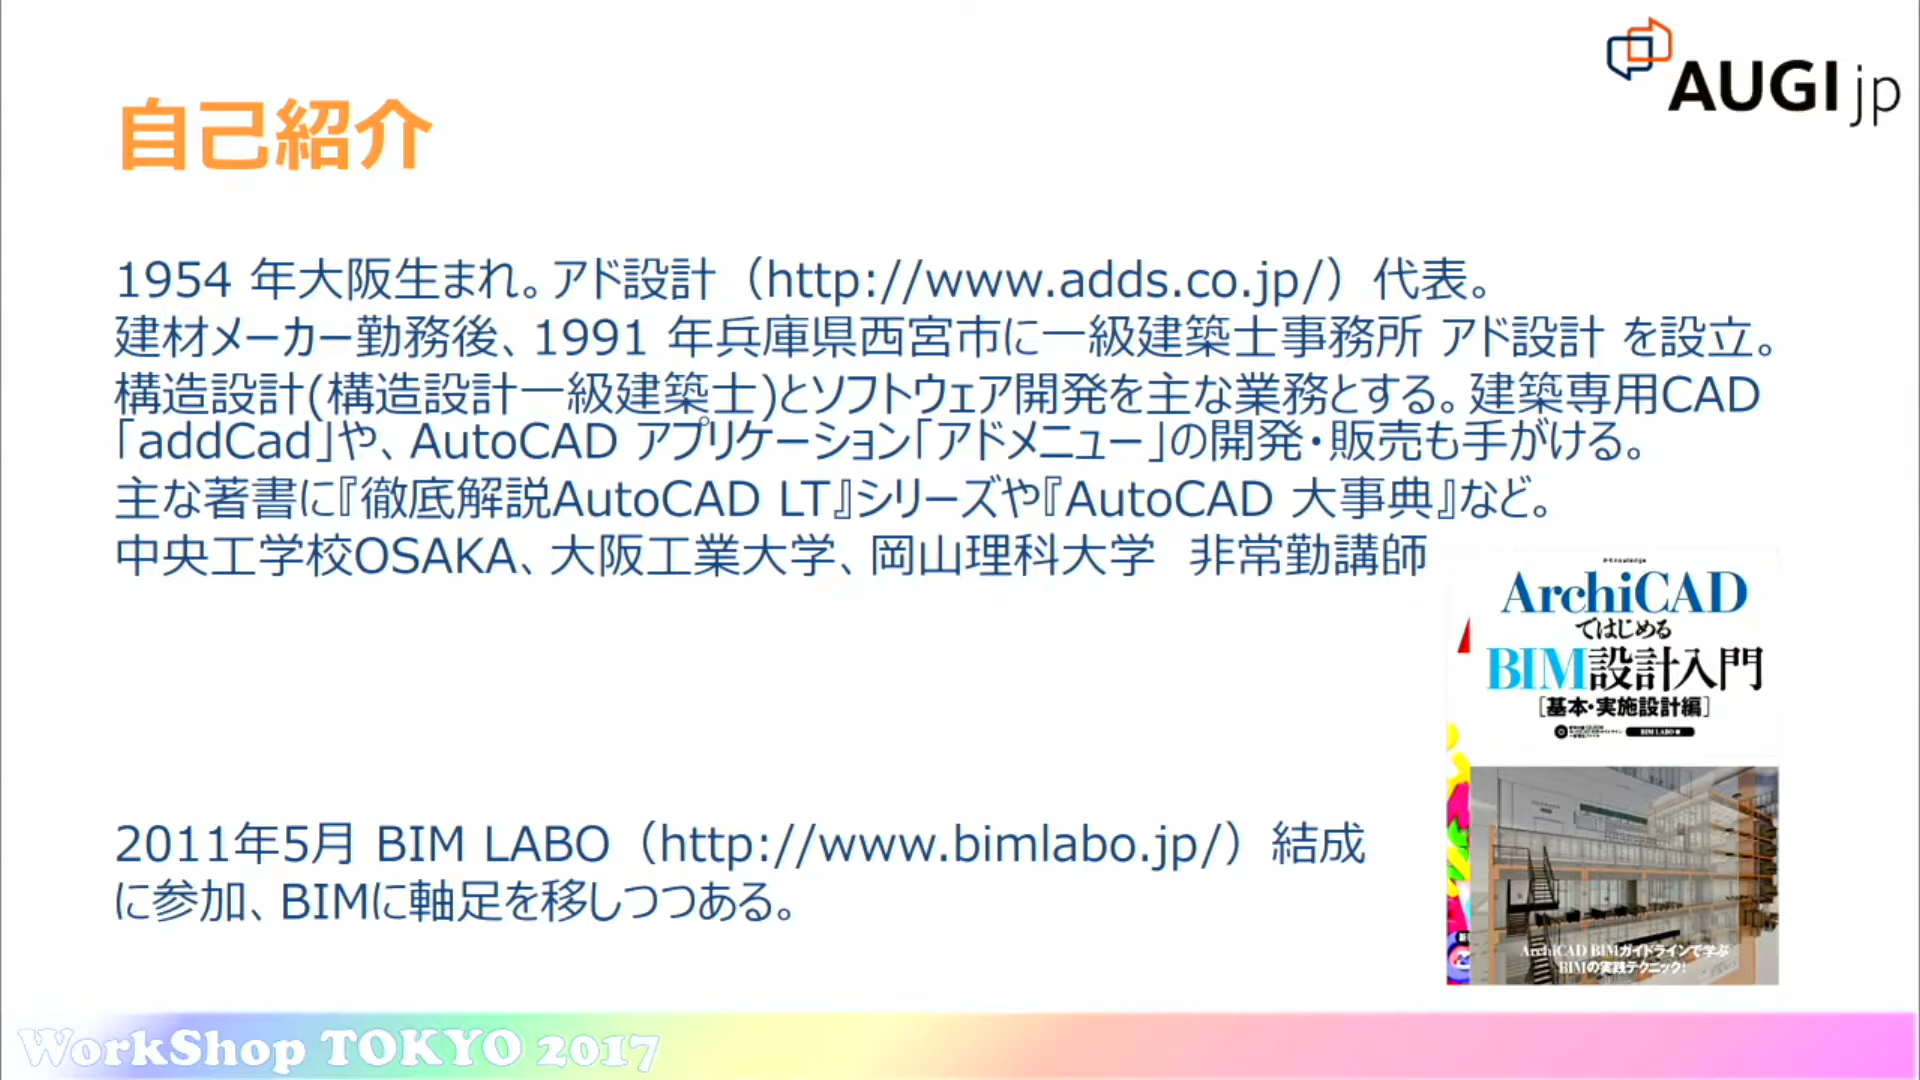 AUGI jp
自己紹介
1954 年大阪生まれ。アド設計（http://www.adds.co.jp/）代表。
建材メーカー勤務後、1991 年兵庫県西宮市に一級建築士事務所 アド設計 を設立。
構造設計(構造設計一級建築士)とソフトウェア開発を主な業務とする。建築専用CAD
「addCad」や、AutoCAD アプリケーション「アドメニュー」の開発・販売も手がける。
主な著書に『徹底解説AutoCAD LT』シリーズや『AutoCAD 大事典』など。
中央工学校OSAKA、大阪工業大学、岡山理科大学　非常勤講師
ArchiCAD
ではじめる
BIM設計入門
［基本・実施設計編］
BIM LABO
ArchiCAD BIMガイドラインで学ぶ
BIMの実践テクニック!
2011年5月 BIM LABO（http://www.bimlabo.jp/）結成
に参加、BIMに軸足を移しつつある。
WorkShop TOKYO 2017